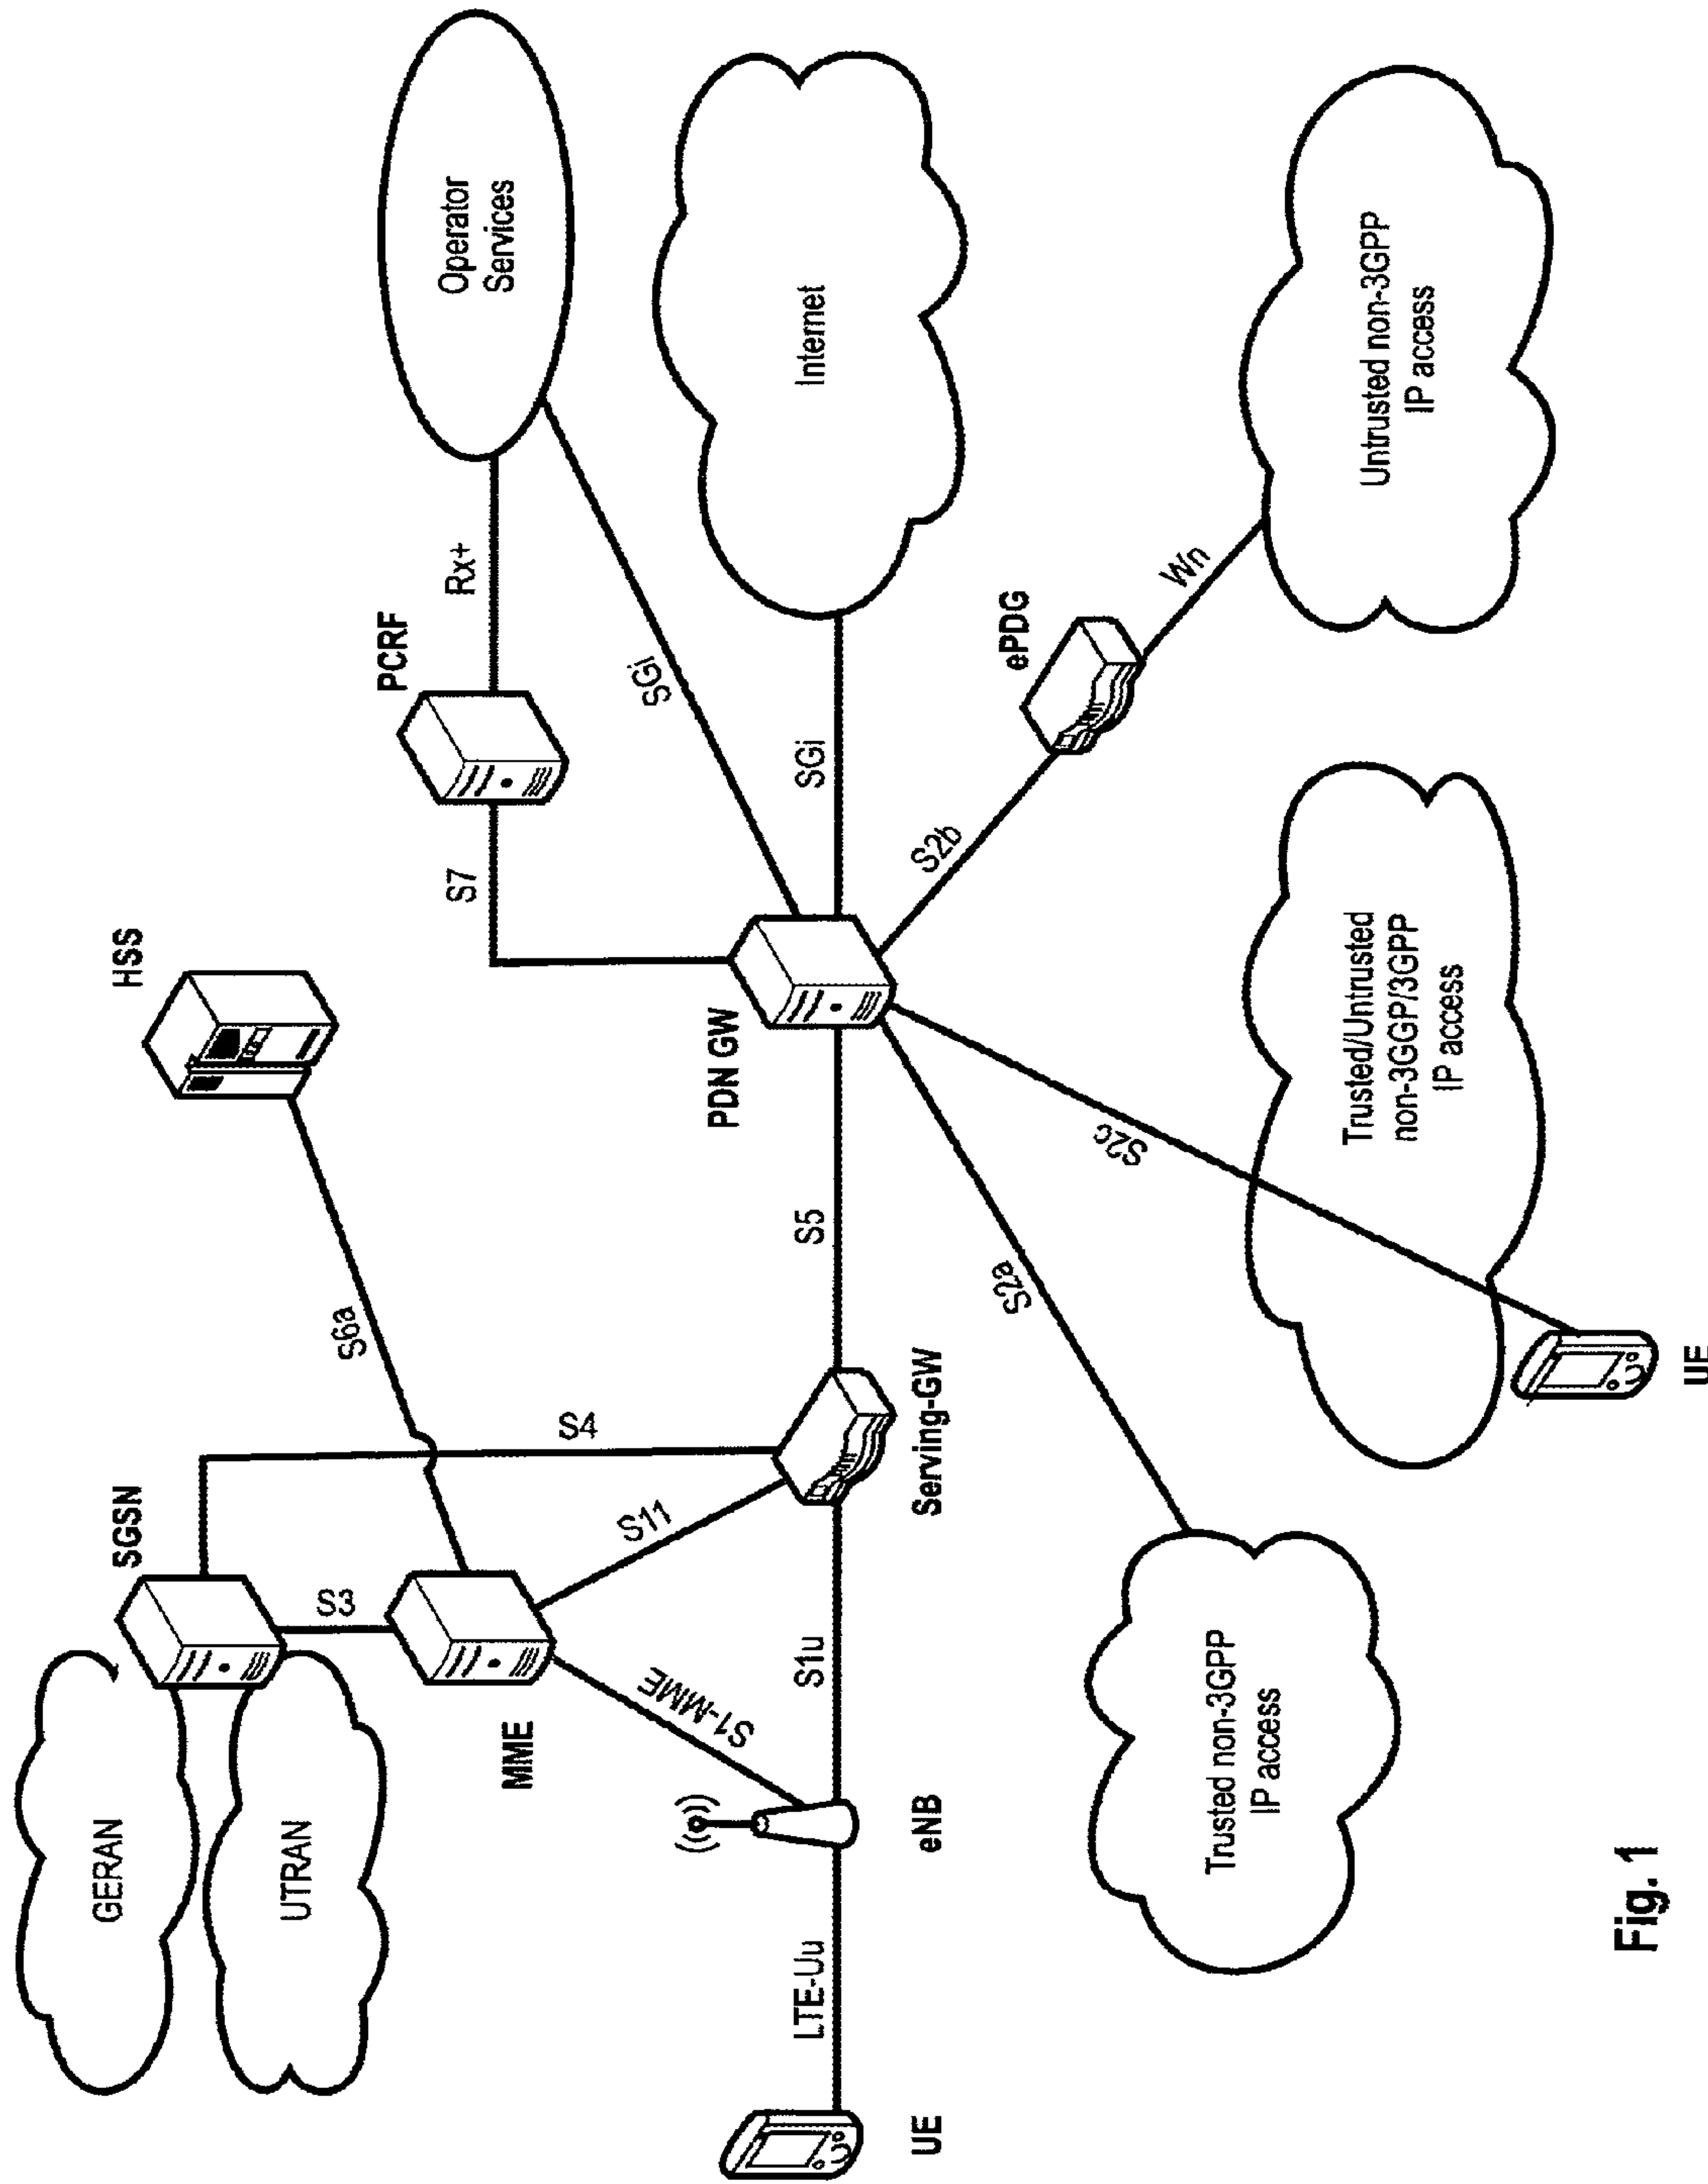 GERAN
SGSN
HSS
UTRAN
S3
S6a
PCRF
Operator
Services
S7
Rx+
MME
S4
S11
SGi
S1-MME
PDN GW
LTE-Uu
S1u
S5
SGi
Internet
UE
eNB
Serving-GW
S2b
ePDG
S2a
S2c
Wn
Trusted non-3GPP
IP access
Trusted/Untrusted
non-3GGP/3GPP
IP access
Untrusted non-3GPP
IP access
UE
Fig. 1